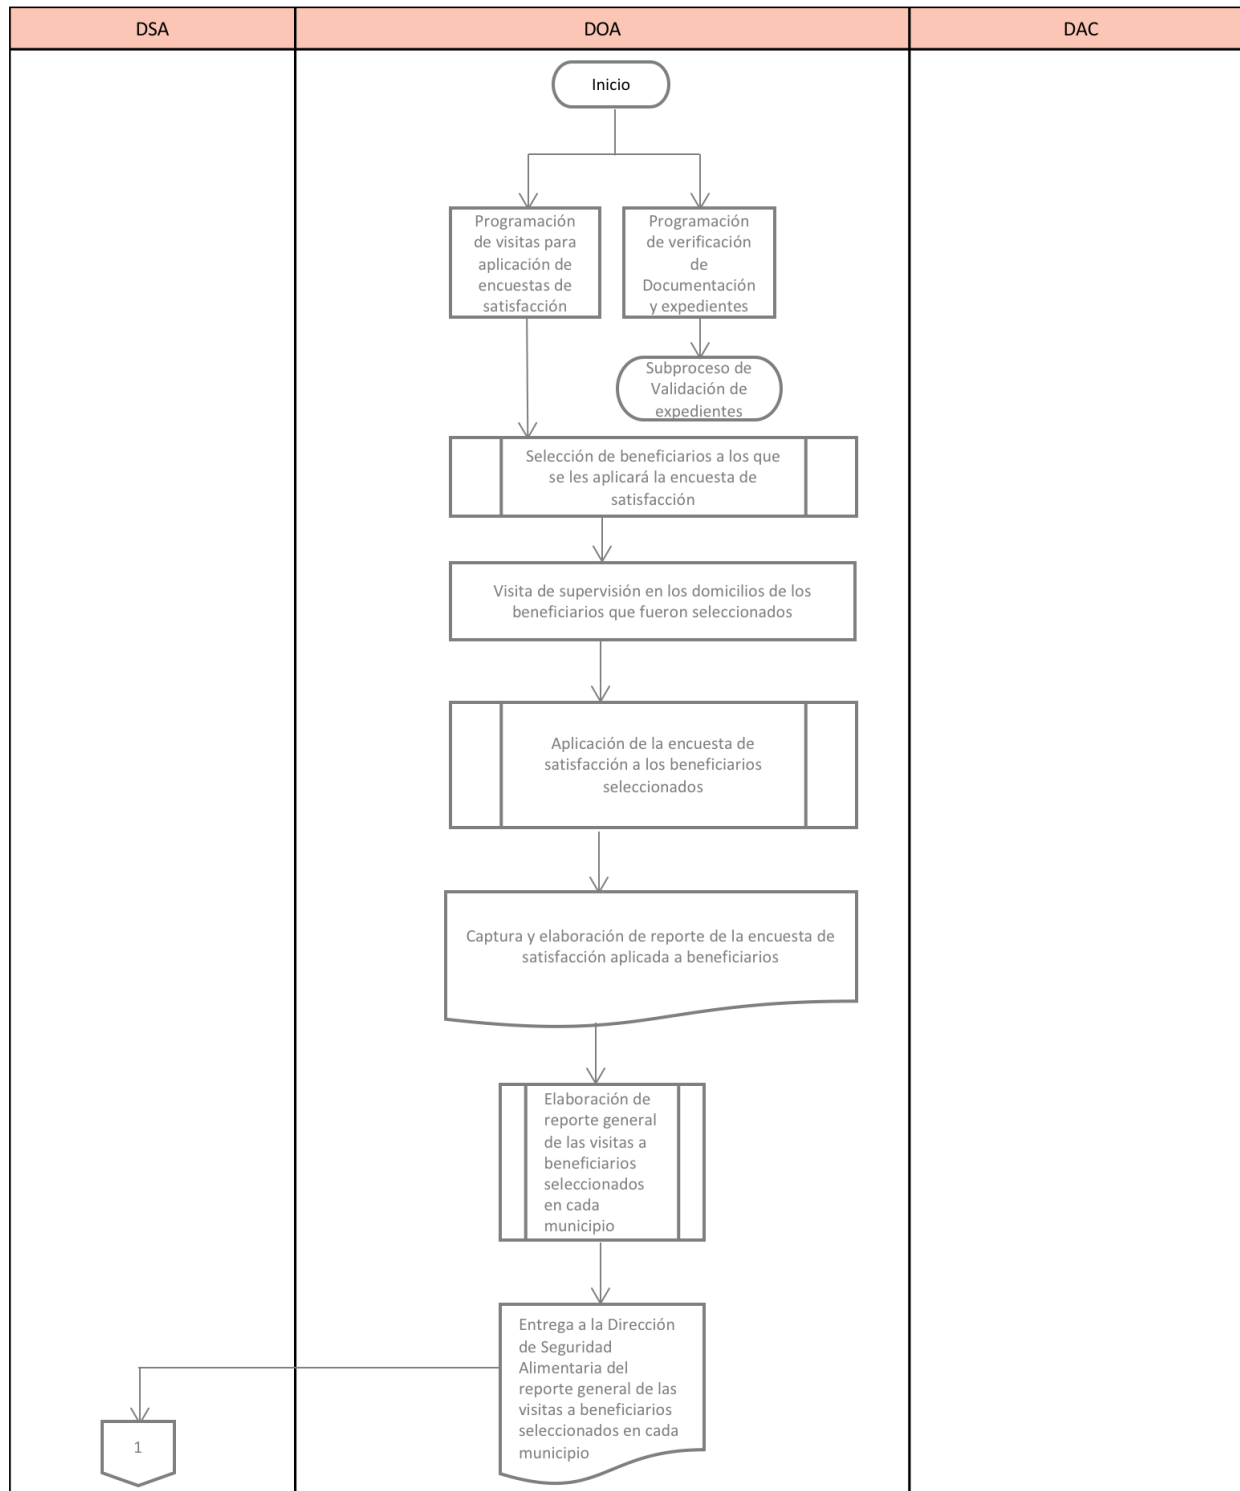 DSA
DOA
DAC
Inicio
Programación
de visitas para
aplicación de
encuestas de
satisfacción
Programación
de verificación
de
Documentación
y expedientes
Subproceso de
Validación de
expedientes
Selección de beneficiarios a los que
se les aplicará la encuesta de
satisfacción
Visita de supervisión en los domicilios de los
beneficiarios que fueron seleccionados
Aplicación de la encuesta de
satisfacción a los beneficiarios
seleccionados
Captura y elaboración de reporte de la encuesta de
satisfacción aplicada a beneficiarios
Elaboración de
reporte general
de las visitas a
beneficiarios
seleccionados
en cada
municipio
Entrega a la Dirección
de Seguridad
Alimentaria del
reporte general de las
visitas a beneficiarios
seleccionados en cada
municipio
1